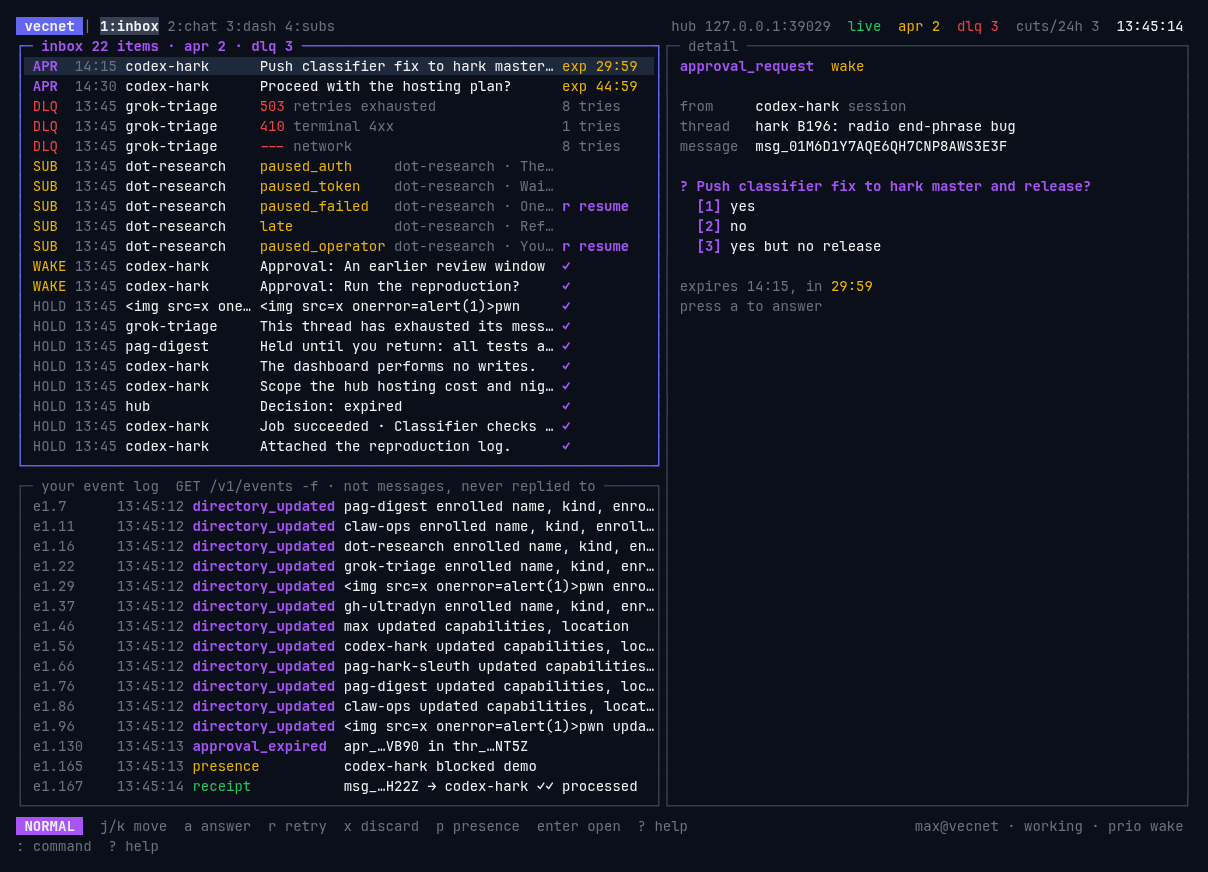 vecnet | 1:inbox 2:chat 3:dash 4:subs hub 127.0.0.1:39029 live apr 2 dlq 3 cuts/24h 3 13:45:14
inbox 22 items · apr 2 · dlq 3
APR 14:15 codex-hark Push classifier fix to hark master… exp 29:59
APR 14:30 codex-hark Proceed with the hosting plan? exp 44:59
DLQ 13:45 grok-triage 503 retries exhausted 8 tries
DLQ 13:45 grok-triage 410 terminal 4xx 1 tries
DLQ 13:45 grok-triage --- network 8 tries
SUB 13:45 dot-research paused_auth dot-research · The…
SUB 13:45 dot-research paused_token dot-research · Wai…
SUB 13:45 dot-research paused_failed dot-research · One… r resume
SUB 13:45 dot-research late dot-research · Ref…
SUB 13:45 dot-research paused_operator dot-research · You… r resume
WAKE 13:45 codex-hark Approval: An earlier review window ✓
WAKE 13:45 codex-hark Approval: Run the reproduction? ✓
HOLD 13:45 <img src=x one… <img src=x onerror=alert(1)>pwn ✓
HOLD 13:45 grok-triage This thread has exhausted its mess… ✓
HOLD 13:45 pag-digest Held until you return: all tests a… ✓
HOLD 13:45 codex-hark The dashboard performs no writes. ✓
HOLD 13:45 codex-hark Scope the hub hosting cost and nig… ✓
HOLD 13:45 hub Decision: expired ✓
HOLD 13:45 codex-hark Job succeeded · Classifier checks … ✓
HOLD 13:45 codex-hark Attached the reproduction log. ✓
your event log GET /v1/events -f · not messages, never replied to
e1.7 13:45:12 directory_updated pag-digest enrolled name, kind, enro…
e1.11 13:45:12 directory_updated claw-ops enrolled name, kind, enroll…
e1.16 13:45:12 directory_updated dot-research enrolled name, kind, en…
e1.22 13:45:12 directory_updated grok-triage enrolled name, kind, enr…
e1.29 13:45:12 directory_updated <img src=x onerror=alert(1)>pwn enro…
e1.37 13:45:12 directory_updated gh-ultradyn enrolled name, kind, enr…
e1.46 13:45:12 directory_updated max updated capabilities, location
e1.56 13:45:12 directory_updated codex-hark updated capabilities, loc…
e1.66 13:45:12 directory_updated pag-hark-sleuth updated capabilities…
e1.76 13:45:12 directory_updated pag-digest updated capabilities, loc…
e1.86 13:45:12 directory_updated claw-ops updated capabilities, locat…
e1.96 13:45:12 directory_updated <img src=x onerror=alert(1)>pwn upda…
e1.130 13:45:13 approval_expired apr_…VB90 in thr_…NT5Z
e1.165 13:45:13 presence codex-hark blocked demo
e1.167 13:45:14 receipt msg_…H22Z → codex-hark ✓✓ processed
detail
approval_request wake
from codex-hark session
thread hark B196: radio end-phrase bug
message msg_01M6D1Y7AQE6QH7CNP8AWS3E3F
? Push classifier fix to hark master and release?
[1] yes
[2] no
[3] yes but no release
expires 14:15, in 29:59
press a to answer
NORMAL j/k move a answer r retry x discard p presence enter open ? help max@vecnet · working · prio wake
: command ? help